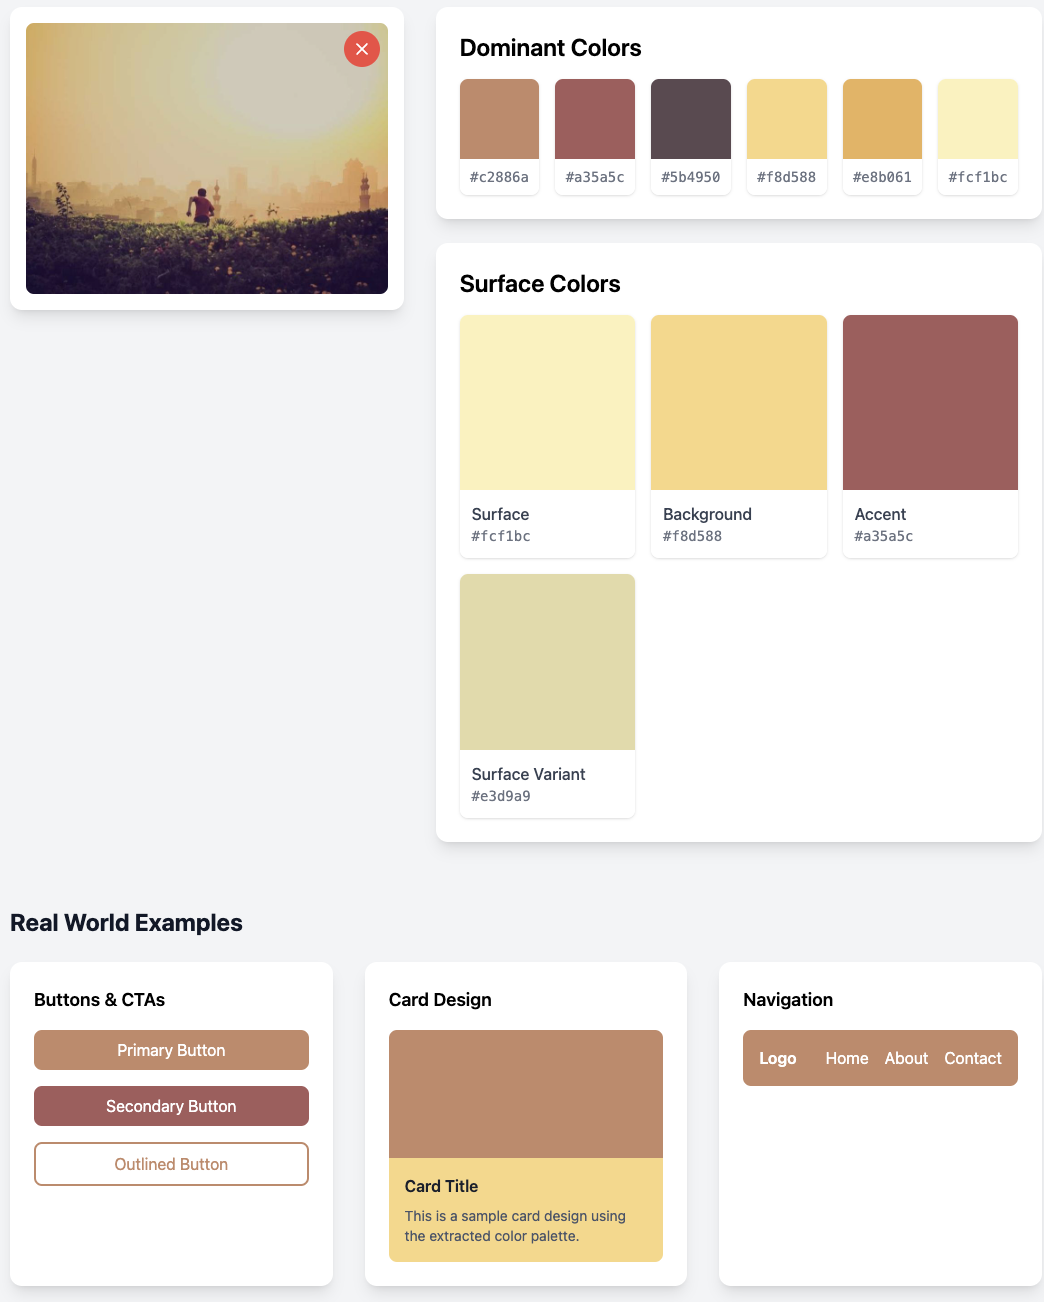 Dominant Colors
#c2886a #a35a5c #5b4950 #f8d588 #e8b061 #fcf1bc
Surface Colors
Surface
#fcf1bc
Background
#f8d588
Accent
#a35a5c
Surface Variant
#e3d9a9
Real World Examples
Buttons & CTAs
Primary Button
Secondary Button
Outlined Button
Card Design
Card Title
This is a sample card design using
the extracted color palette.
Navigation
Logo Home About Contact